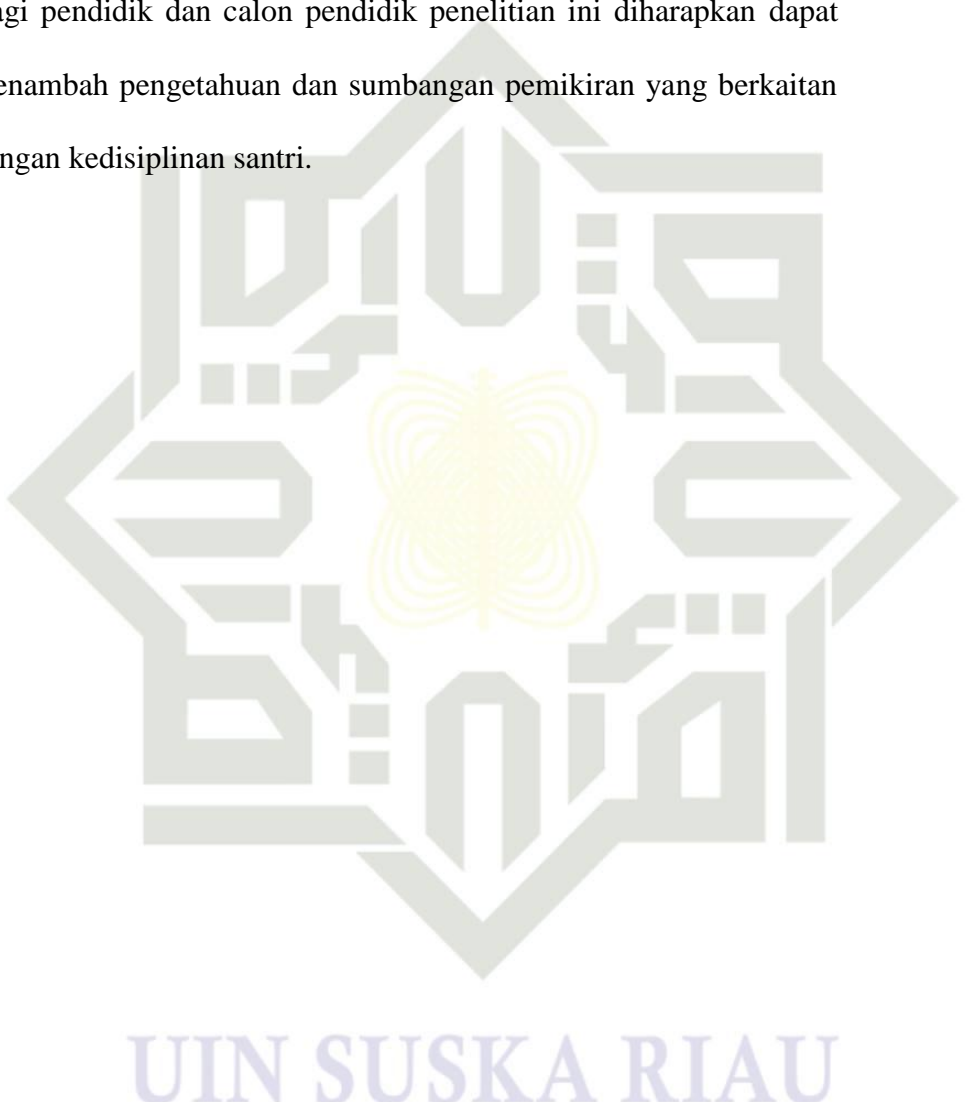 agi pendidik dan calon pendidik penelitian ini diharapkan dapat
enambah pengetahuan dan sumbangan pemikiran yang berkaitan
ngan kedisiplinan santri.
UIN SUSKA RIAU